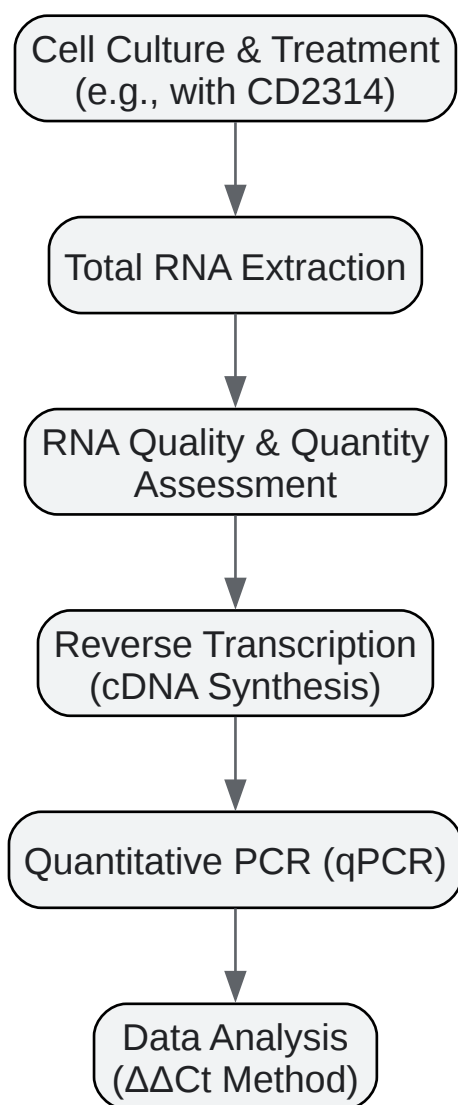 Cell Culture & Treatment
(e.g., with CD2314)
Total RNA Extraction
RNA Quality & Quantity
Assessment
Reverse Transcription
(cDNA Synthesis)
Quantitative PCR (qPCR)
Data Analysis
(ΔΔCt Method)